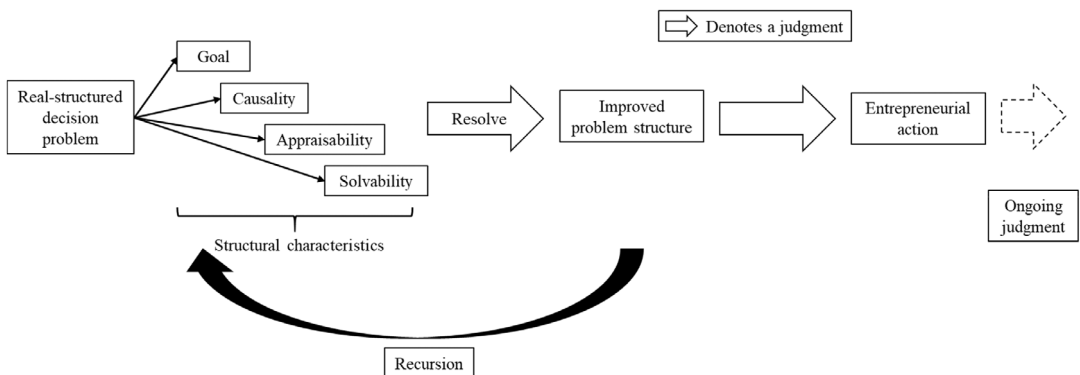 Denotes a judgment
Goal
Real-structured
decision
problem
Causality
Appraisability
Solvability
Resolve
Improved
problem structure
Entrepreneurial
action
Ongoing
judgment
Structural characteristics
Recursion